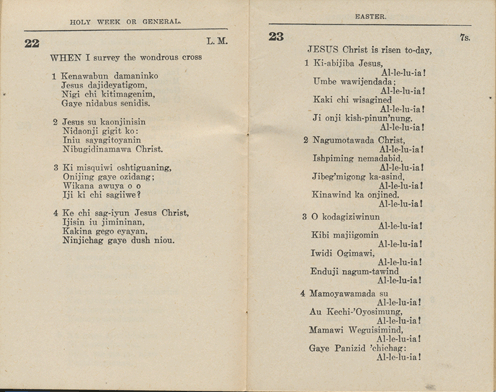 HOLY WEEK OR GENERAL.
22 L. M.
WHEN I survey the wondrous cross
1 Kenawabun damaninko
Jesus dajideyatigom,
Nigi chi kitimagenim,
Gaye nidabus senidis.
2 Jesus su kaonjinisin
Nidaonji gigit ko:
Iniu sayagitoyanin
Nibugidinamawa Christ.
3 Ki misquiwi oshtiguaning,
Onijing gaye ozidang;
Wikana awuya o o
Iji ki chi sagiiwe?
4 Ke chi sag-iyun Jesus Christ,
Ijisin iu jimininan,
Kakina gego eyayan,
Ninjichag gaye dush niou.
EASTER.
23 7s.
JESUS Christ is risen to-day,
1 Ki-abijiba Jesus,
Al-le-lu-ia!
Umbe wawijendada;
Al-le-lu-ia!
Kaki chi wisagined
Al-le-lu-ia!
Ji onji kish-pinun'nung.
Al-le-lu-ia!
2 Nagumotawada Christ,
Al-le-lu-ia!
Ishpiming nemadabid,
Al-le-lu-ia!
Jibeg'migong ka-asind,
Al-le-lu-ia!
Kinawind ka onjined.
Al-le-lu-ia!
3 O kodagiziwinun
Al-le-lu-ia!
Kibi majiigomin
Al-le-lu-ia!
Iwidi Ogimawi,
Al-le-lu-ia!
Enduji nagum-tawind
Al-le-lu-ia!
4 Mamoyawamada su
Al-le-lu-ia!
Au Kechi-'Oyosimung,
Al-le-lu-ia!
Mamawi Weguisimind,
Al-le-lu-ia!
Gaye Panizid 'chichag:
Al-le-lu-ia!